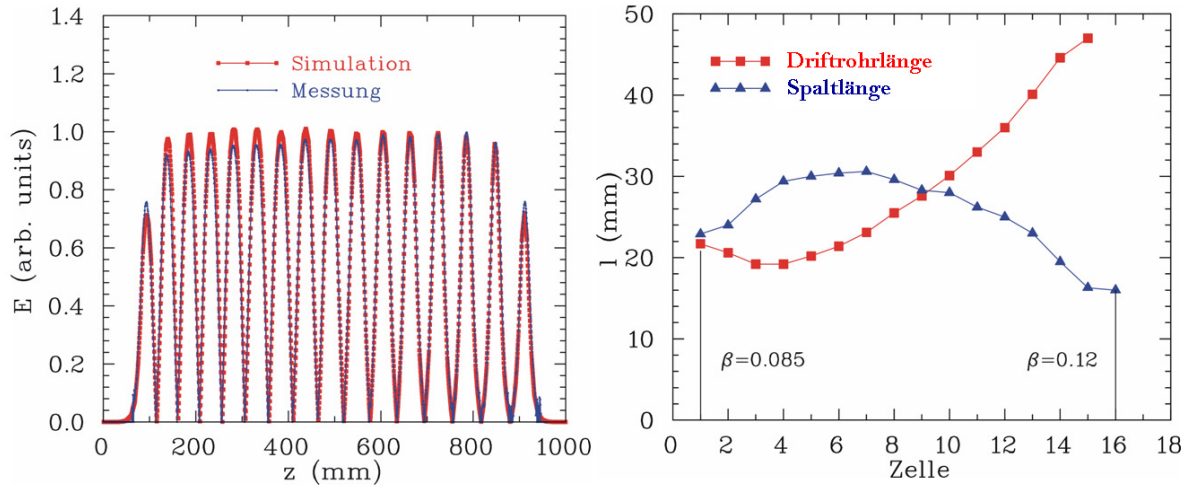 1.4
1.2
1.0
0.8
0.6
0.4
0.2
0.0
E (arb. units)
Simulation
Messung
0 200 400 600 800 1000
z (mm)
50
40
30
20
10
0
l (mm)
Driftrohrlänge
Spaltlänge
β=0.085
β=0.12
0 2 4 6 8 10 12 14 16 18
Zelle